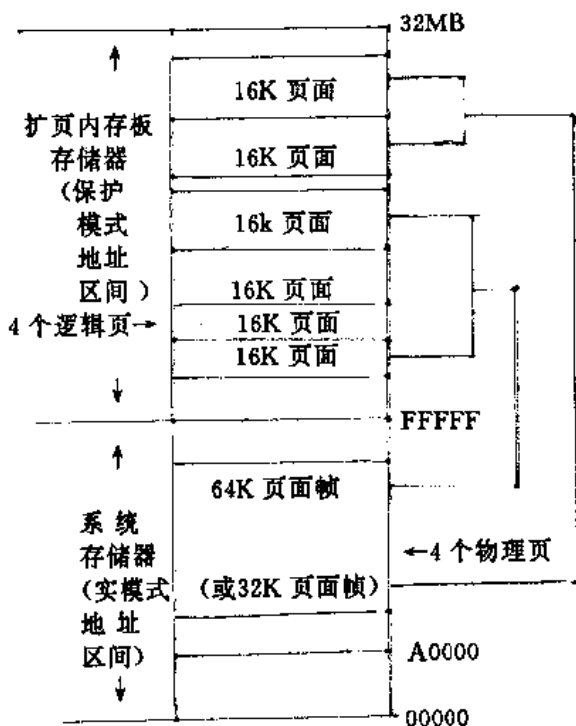 32MB
16K 页面
扩页内存板
存储器
16K 页面
(保护
模式
16k 页面
地址
区间)
16K 页面
4 个逻辑页→
16K 页面
16K 页面
FFFFF
64K 页面帧
系 统
存储器
←4 个物理页
(实模式
(或32K 页面帧)
地 址
区间)
A0000
00000